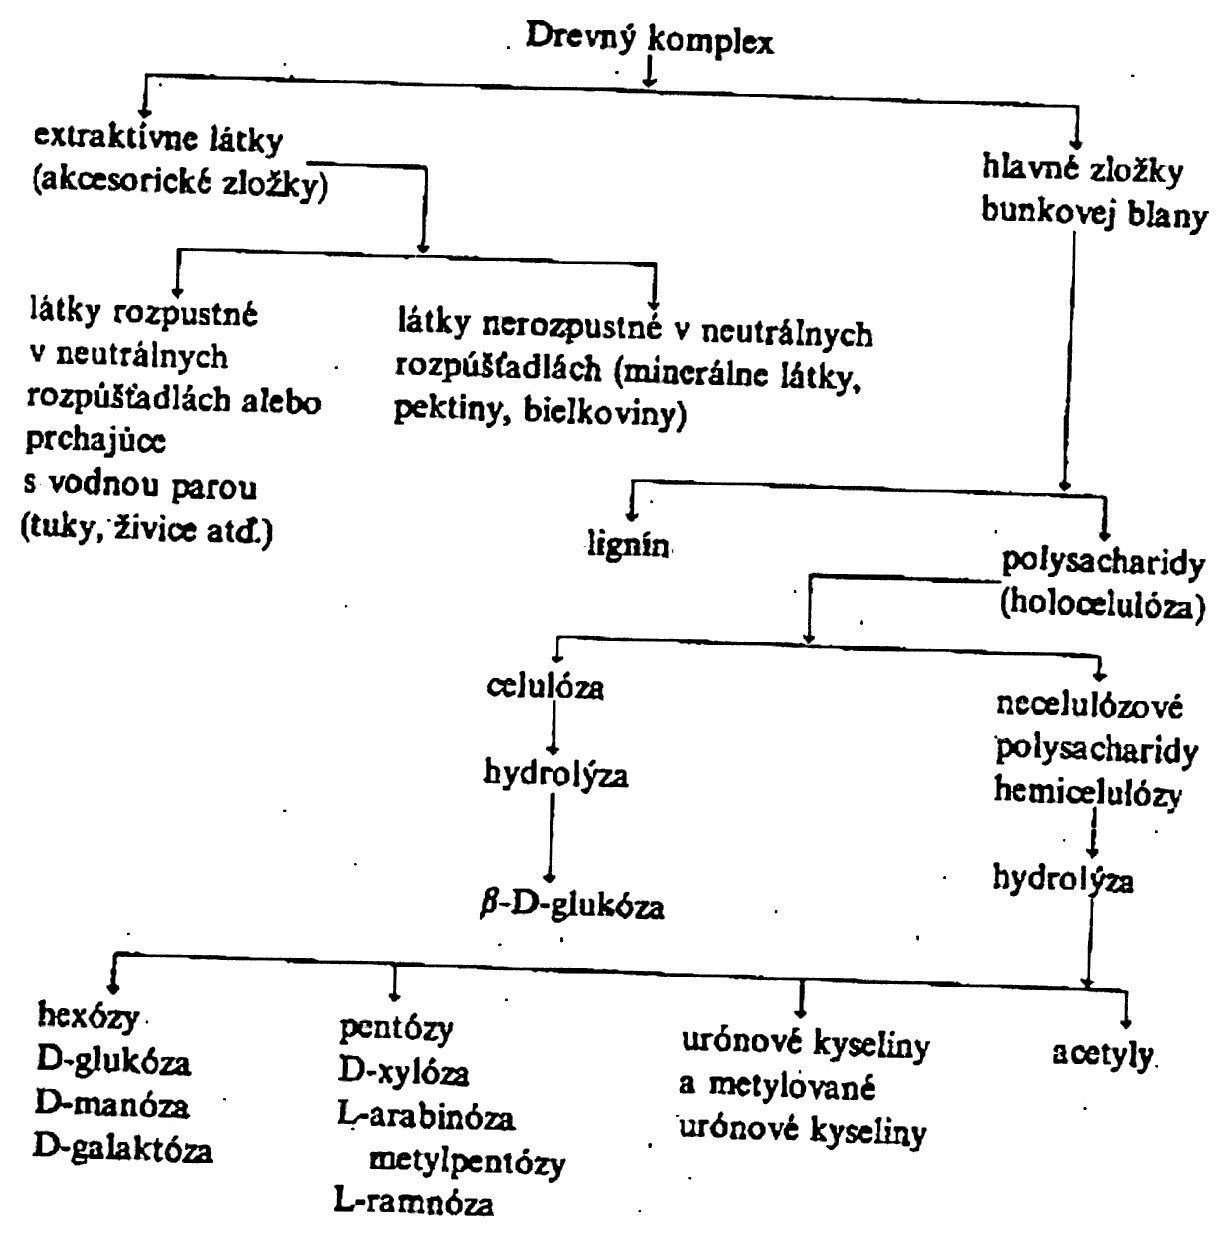 Drevný komplex
extraktívne látky
(akcesorické zložky)
hlavné zložky
bunkovej blany
látky rozpustné
v neutrálnych
rozpúšťadlách alebo
prchajúce
s vodnou parou
(tuky, živice atď.)
látky nerozpustné v neutrálnych
rozpúšťadlách (minerálne látky,
pektiny, bielkoviny)
lignín
polysacharidy
(holocelulóza)
celulóza
hydrolýza
β-D-glukóza
necelulózové
polysacharidy
hemicelulózy
hydrolýza
hexózy
D-glukóza
D-manóza
D-galaktóza
pentózy
D-xylóza
L-arabinóza
metylpentózy
L-ramnóza
urónové kyseliny
a metylované
urónové kyseliny
acetyly